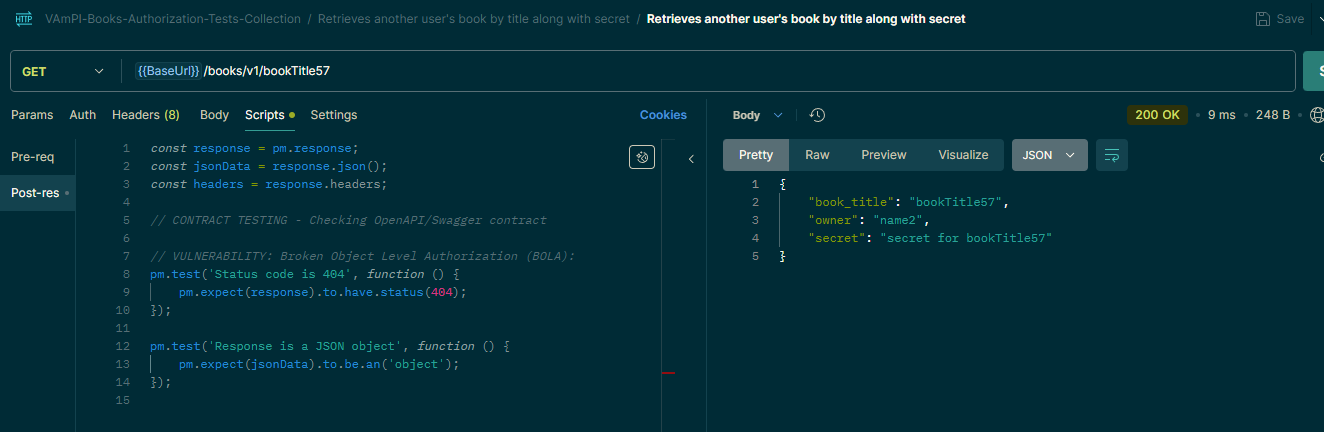 HTTP VAmPI-Books-Authorization-Tests-Collection / Retrieves another user's book by title along with secret / Retrieves another user's book by title along with secret Save
GET {{BaseUrl}}/books/v1/bookTitle57
Params Auth Headers (8) Body Scripts Settings Cookies
Body 200 OK 9 ms 248 B
Pre-req
Post-res
1 const response = pm.response;
2 const jsonData = response.json();
3 const headers = response.headers;
4
5 // CONTRACT TESTING - Checking OpenAPI/Swagger contract
6
7 // VULNERABILITY: Broken Object Level Authorization (BOLA):
8 pm.test('Status code is 404', function () {
9 pm.expect(response).to.have.status(404);
10 });
11
12 pm.test('Response is a JSON object', function () {
13 pm.expect(jsonData).to.be.an('object');
14 });
15
Pretty Raw Preview Visualize JSON
1 {
2 "book_title": "bookTitle57",
3 "owner": "name2",
4 "secret": "secret for bookTitle57"
5 }